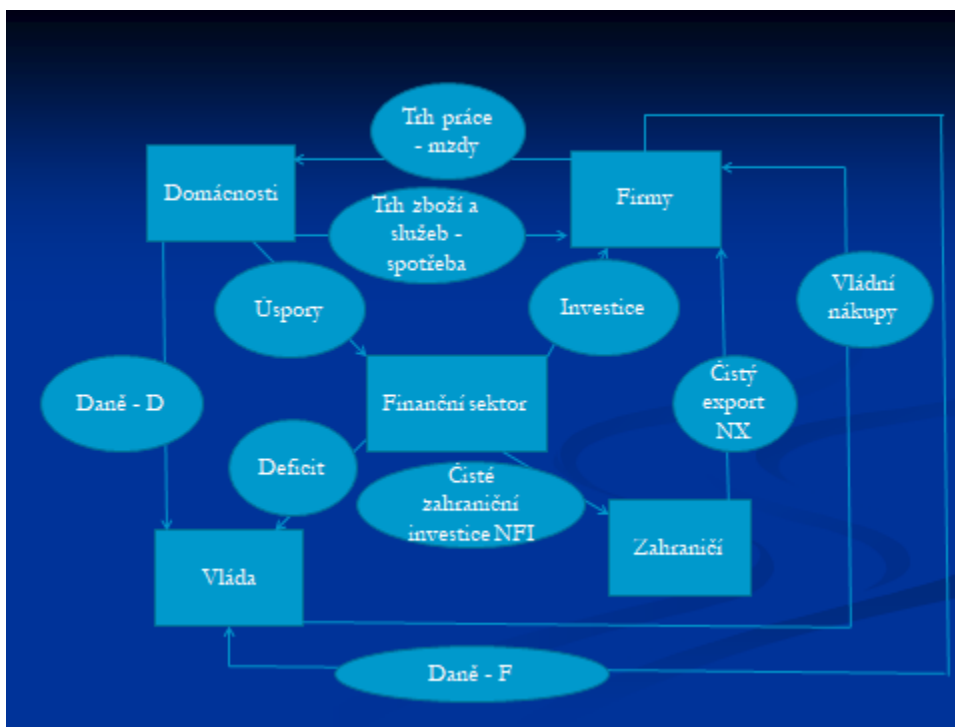 Trh práce
- mzdy
Domácnosti
Firmy
Trh zboží a
služeb -
spotřeba
Úspory
Investice
Vládní
nákupy
Daně - D
Finanční sektor
Čistý
export
NX
Deficit
Čisté
zahraniční
investice NFI
Zahraničí
Vláda
Daně - F